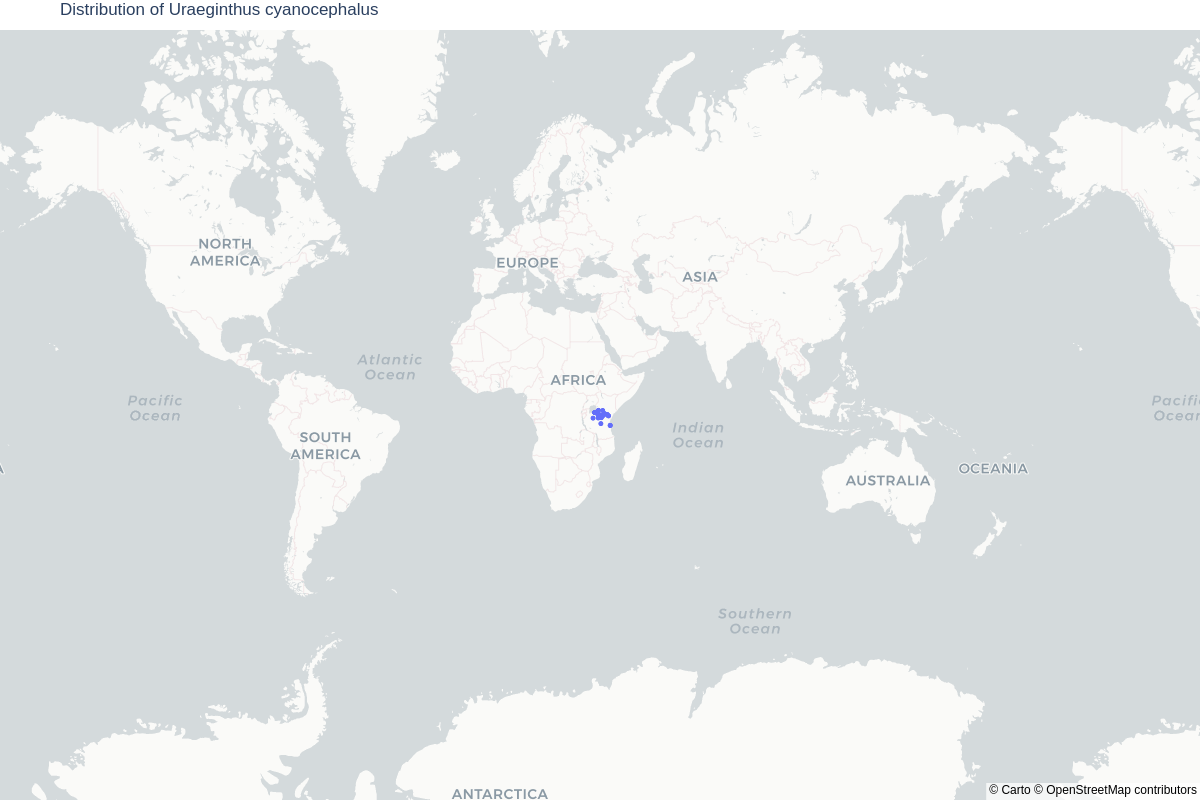 Distribution of Uraeginthus cyanocephalus
NORTH
AMERICA
EUROPE
ASIA
Atlantic
Ocean
AFRICA
Pacific
Ocean
Pacific
Ocean
SOUTH
AMERICA
Indian
Ocean
OCEANIA
AUSTRALIA
Southern
Ocean
ANTARCTICA
© Carto © OpenStreetMap contributors